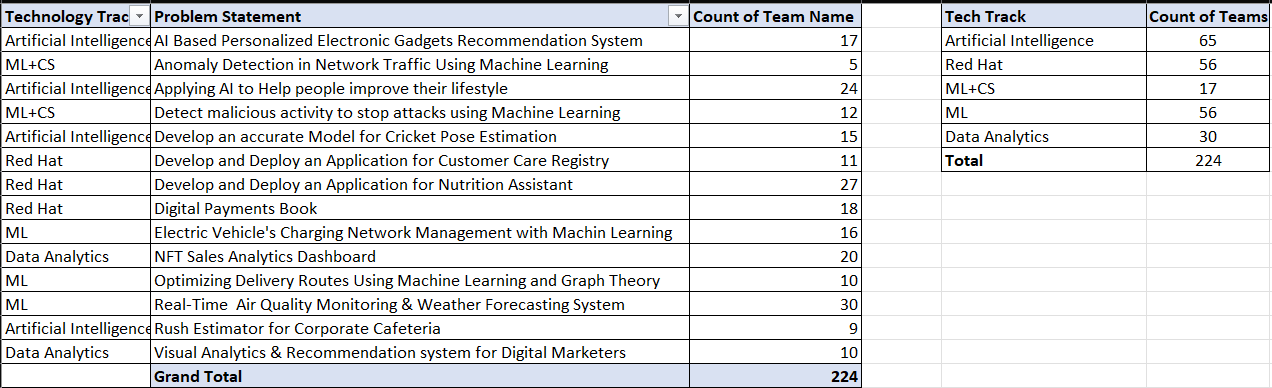 Technology Trac Problem Statement Count of Team Name Tech Track Count of Teams
Artificial Intelligence AI Based Personalized Electronic Gadgets Recommendation System 17 Artificial Intelligence 65
ML+CS Anomaly Detection in Network Traffic Using Machine Learning 5 Red Hat 56
Artificial Intelligence Applying AI to Help people improve their lifestyle 24 ML+CS 17
ML+CS Detect malicious activity to stop attacks using Machine Learning 12 ML 56
Artificial Intelligence Develop an accurate Model for Cricket Pose Estimation 15 Data Analytics 30
Red Hat Develop and Deploy an Application for Customer Care Registry 11 Total 224
Red Hat Develop and Deploy an Application for Nutrition Assistant 27
Red Hat Digital Payments Book 18
ML Electric Vehicle's Charging Network Management with Machin Learning 16
Data Analytics NFT Sales Analytics Dashboard 20
ML Optimizing Delivery Routes Using Machine Learning and Graph Theory 10
ML Real-Time Air Quality Monitoring & Weather Forecasting System 30
Artificial Intelligence Rush Estimator for Corporate Cafeteria 9
Data Analytics Visual Analytics & Recommendation system for Digital Marketers 10
Grand Total 224